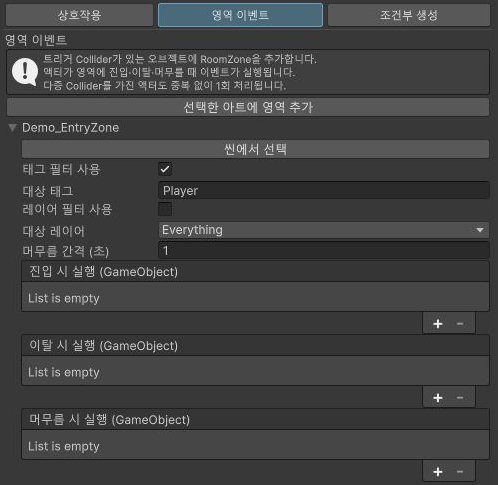 상호작용 영역 이벤트 조건부 생성
영역 이벤트
트리거 Collider가 있는 오브젝트에 RoomZone을 추가합니다.
액터가 영역에 진입·이탈·머무를 때 이벤트가 실행됩니다.
다중 Collider를 가진 액터도 중복 없이 1회 처리됩니다.
선택한 아트에 영역 추가
Demo_EntryZone
씬에서 선택
태그 필터 사용
대상 태그 Player
레이어 필터 사용
대상 레이어 Everything
머무름 간격 (초) 1
진입 시 실행 (GameObject)
List is empty
+ -
이탈 시 실행 (GameObject)
List is empty
+ -
머무름 시 실행 (GameObject)
List is empty
+ -